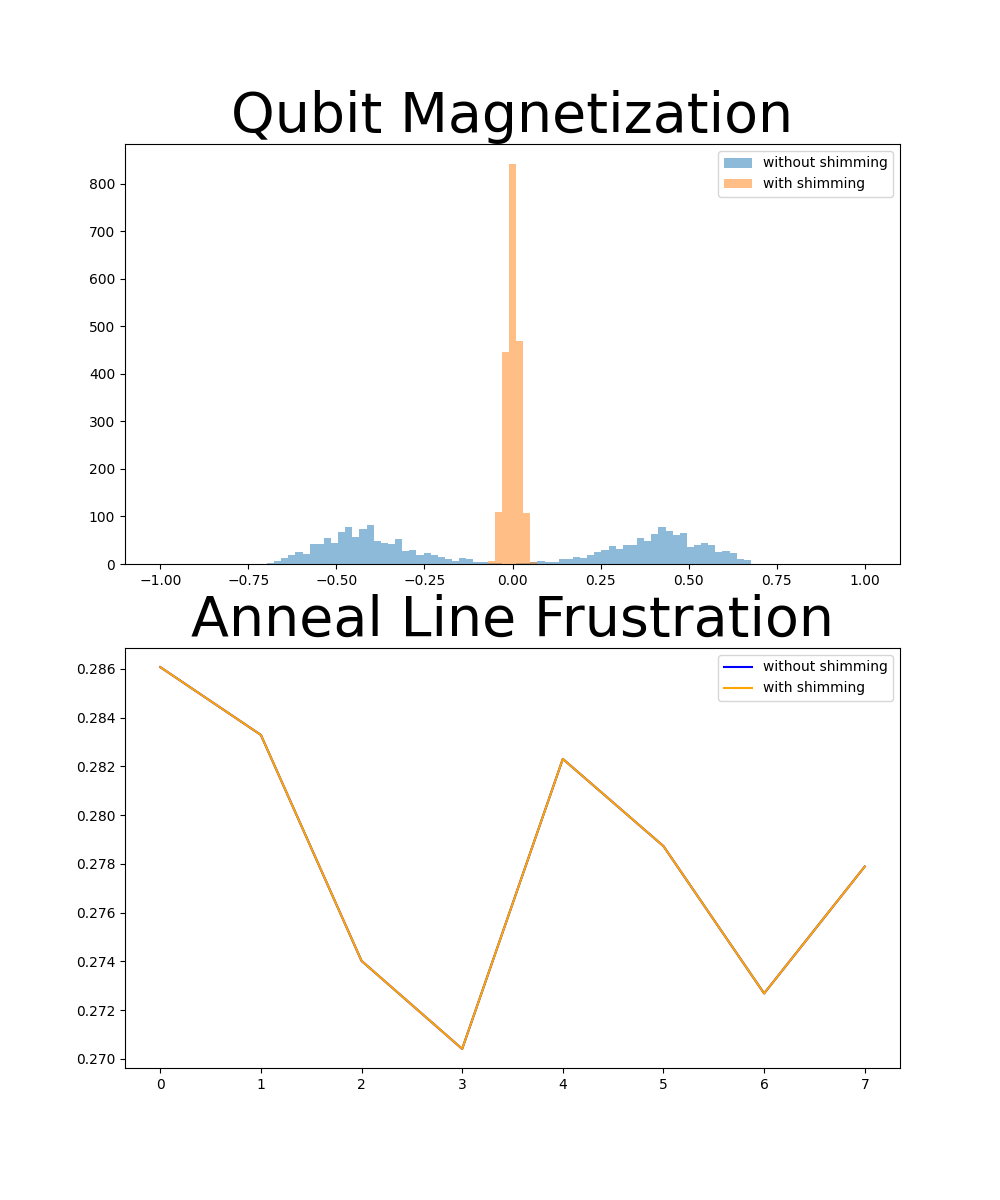 Qubit Magnetization
without shimming
with shimming
800
700
600
500
400
300
200
100
0
−1.00 −0.75 −0.50 −0.25 0.00 0.25 0.50 0.75 1.00
Anneal Line Frustration
without shimming
with shimming
0.286
0.284
0.282
0.280
0.278
0.276
0.274
0.272
0.270
0 1 2 3 4 5 6 7